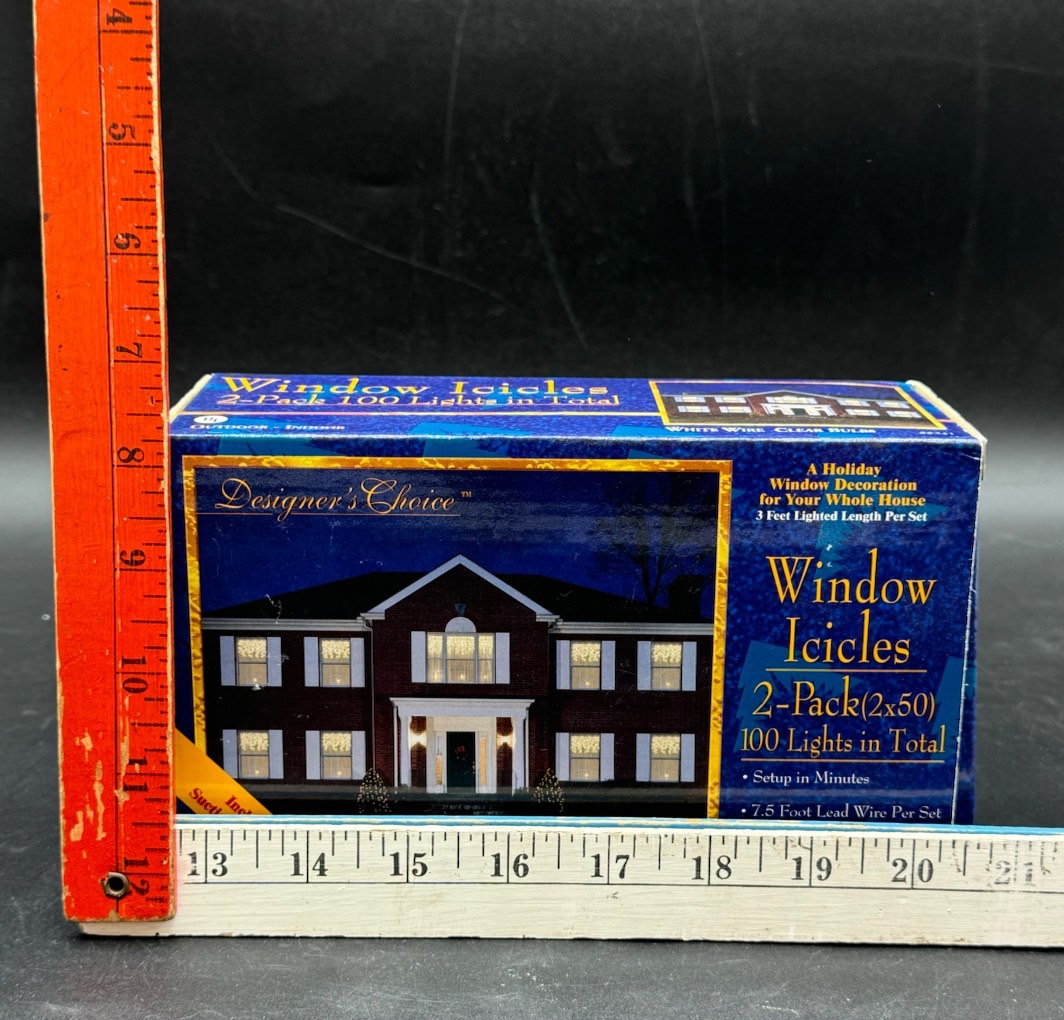 4
5
6
7
8
9
10
11
12
Window Icicles
2-Pack 100 Lights in Total
Outdoor - Indoor
White Wire Clear Bulbs
Designer's Choice™
A Holiday
Window Decoration
for Your Whole House
3 Feet Lighted Length Per Set
Window
Icicles
2-Pack(2x50)
100 Lights in Total
• Setup in Minutes
• 7.5 Foot Lead Wire Per Set
13 14 15 16 17 18 19 20 21